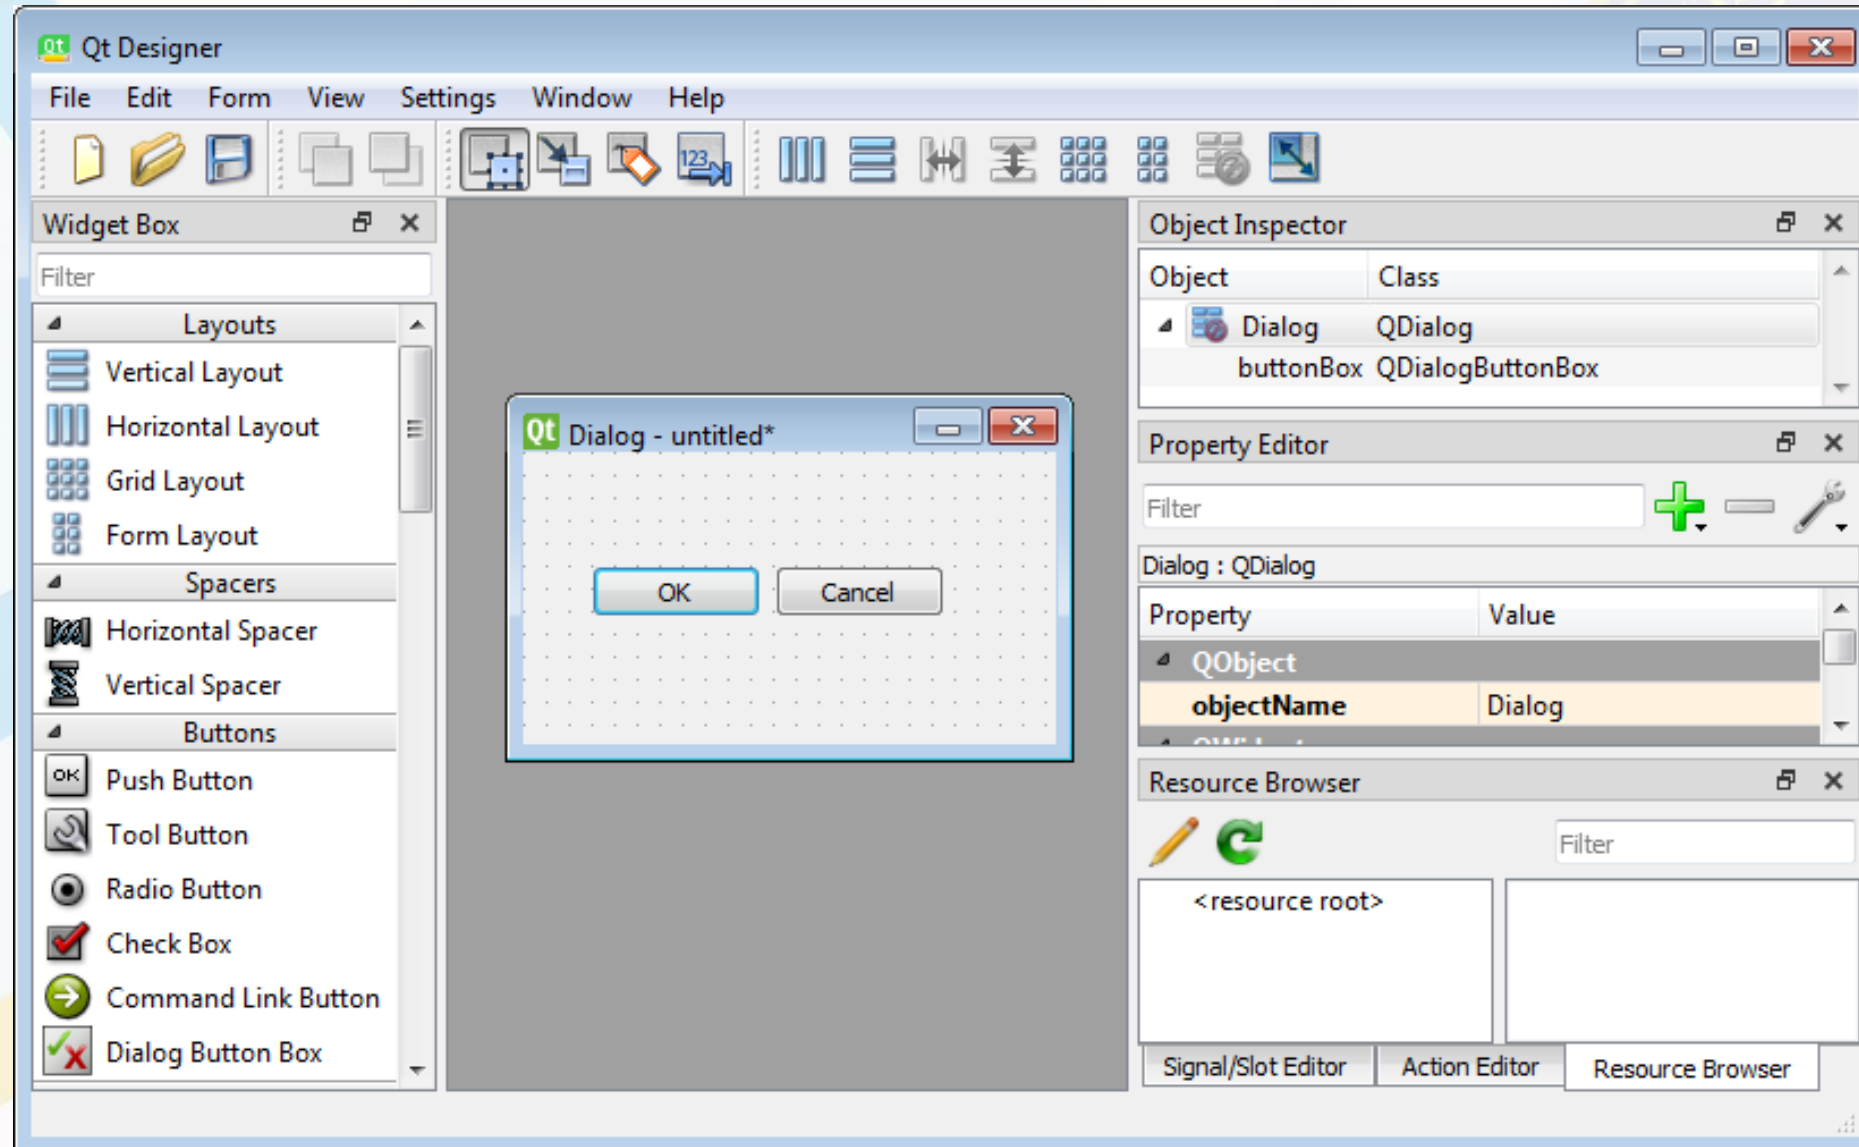 Qt Designer
File Edit Form View Settings Window Help
123
Widget Box
Filter
Layouts
Vertical Layout
Horizontal Layout
Grid Layout
Form Layout
Spacers
Horizontal Spacer
Vertical Spacer
Buttons
OK Push Button
Tool Button
Radio Button
Check Box
Command Link Button
Dialog Button Box
Qt Dialog - untitled*
OK Cancel
Object Inspector
Object Class
Dialog QDialog
buttonBox QDialogButtonBox
Property Editor
Filter
Dialog : QDialog
Property Value
QObject
objectName Dialog
Resource Browser
Filter
<resource root>
Signal/Slot Editor Action Editor Resource Browser